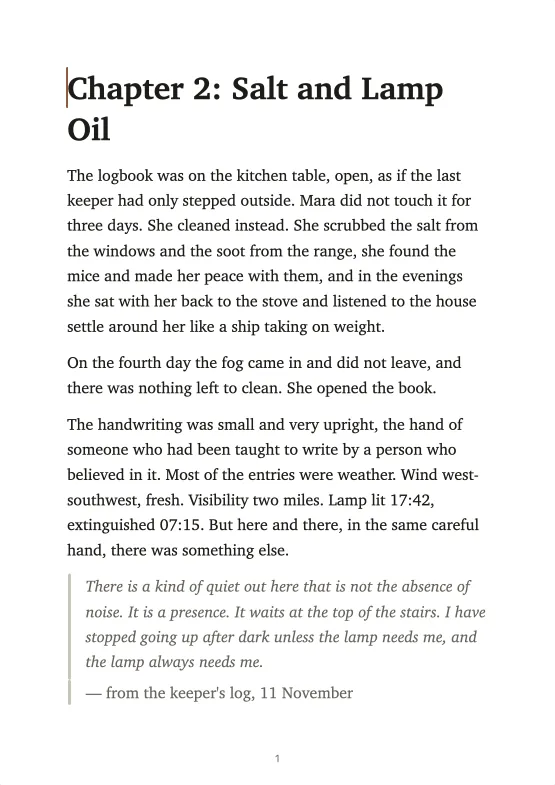 Chapter 2: Salt and Lamp
Oil
The logbook was on the kitchen table, open, as if the last
keeper had only stepped outside. Mara did not touch it for
three days. She cleaned instead. She scrubbed the salt from
the windows and the soot from the range, she found the
mice and made her peace with them, and in the evenings
she sat with her back to the stove and listened to the house
settle around her like a ship taking on weight.
On the fourth day the fog came in and did not leave, and
there was nothing left to clean. She opened the book.
The handwriting was small and very upright, the hand of
someone who had been taught to write by a person who
believed in it. Most of the entries were weather. Wind west-
southwest, fresh. Visibility two miles. Lamp lit 17:42,
extinguished 07:15. But here and there, in the same careful
hand, there was something else.
There is a kind of quiet out here that is not the absence of
noise. It is a presence. It waits at the top of the stairs. I have
stopped going up after dark unless the lamp needs me, and
the lamp always needs me.
— from the keeper's log, 11 November
1